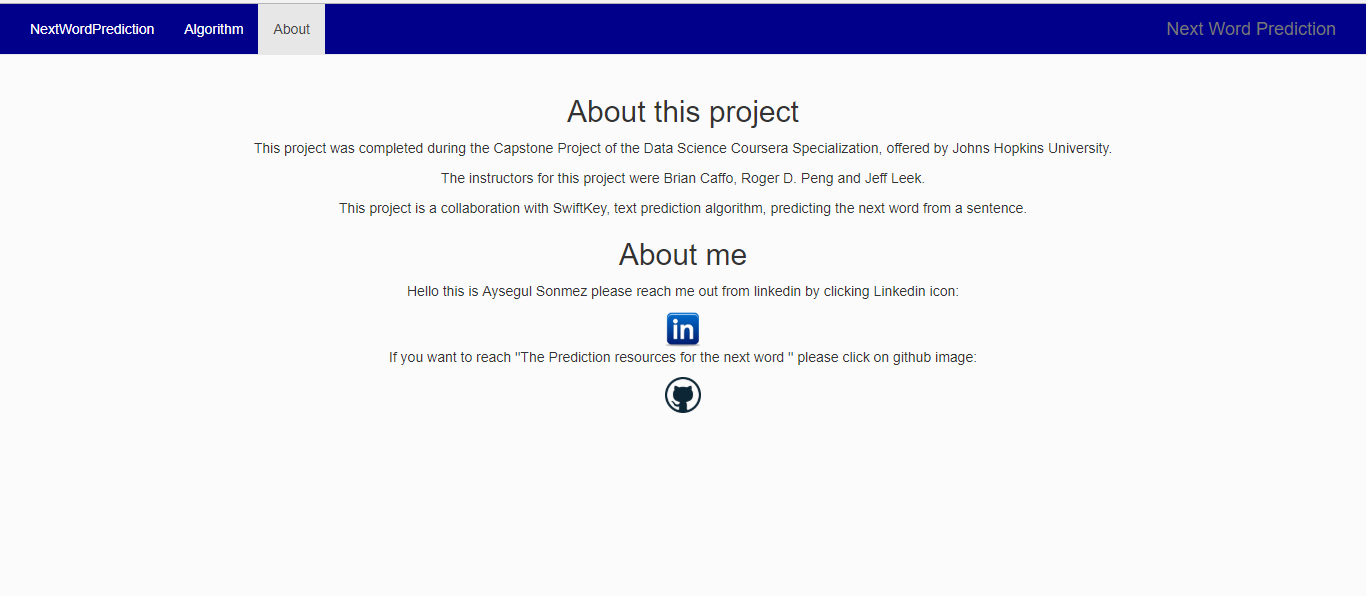 NextWordPrediction Algorithm About Next Word Prediction
About this project
This project was completed during the Capstone Project of the Data Science Coursera Specialization, offered by Johns Hopkins University.
The instructors for this project were Brian Caffo, Roger D. Peng and Jeff Leek.
This project is a collaboration with SwiftKey, text prediction algorithm, predicting the next word from a sentence.
About me
Hello this is Aysegul Sonmez please reach me out from linkedin by clicking Linkedin icon:
in
If you want to reach "The Prediction resources for the next word " please click on github image: